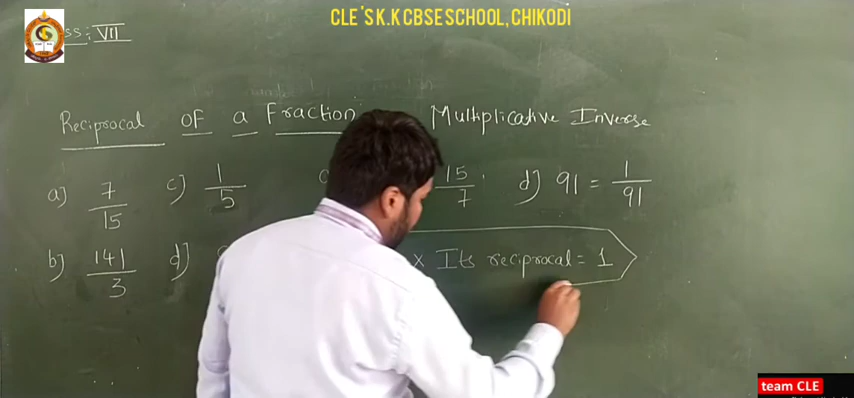 CLE'S K.K CBSE SCHOOL, CHIKODI
ss: VII
Reciprocal of a Fraction Multiplicative Inverse
a) 7/15 c) 1/5 15/7 d) 91 = 1/91
b) 141/3 d) x Its reciprocal = 1
team CLE